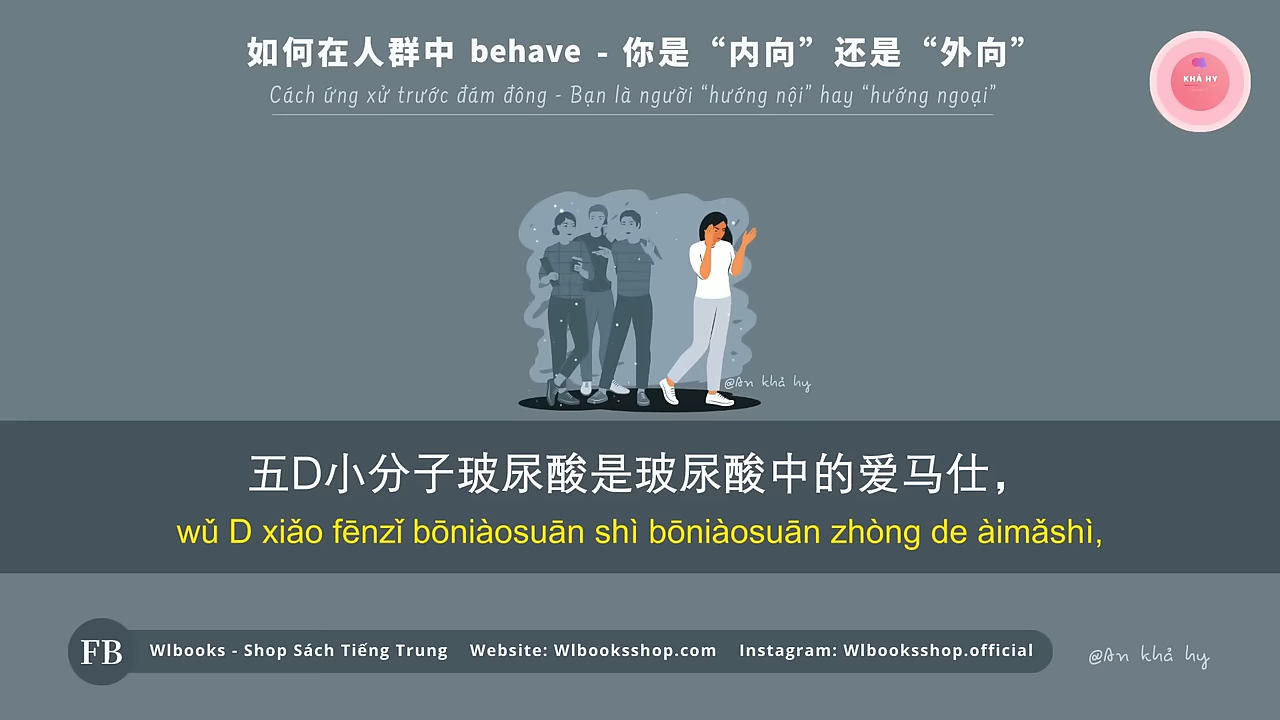 如何在人群中 behave - 你是“内向”还是“外向”
Cách ứng xử trước đám đông - Bạn là người “hướng nội” hay “hướng ngoại”
KHẢ HY
@An khả hy
五D小分子玻尿酸是玻尿酸中的爱马仕，
wǔ D xiǎo fēnzǐ bōniàosuān shì bōniàosuān zhòng de àimǎshì,
FB Wlbooks - Shop Sách Tiếng Trung Website: Wlbooksshop.com Instagram: Wlbooksshop.official
@An khả hy